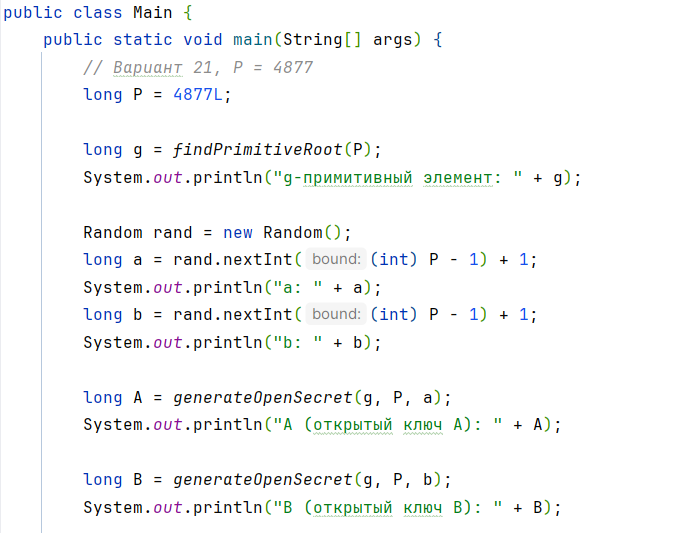 public class Main {
public static void main(String[] args) {
// Вариант 21, P = 4877
long P = 4877L;
long g = findPrimitiveRoot(P);
System.out.println("g-примитивный элемент: " + g);
Random rand = new Random();
long a = rand.nextInt( bound: (int) P - 1) + 1;
System.out.println("a: " + a);
long b = rand.nextInt( bound: (int) P - 1) + 1;
System.out.println("b: " + b);
long A = generateOpenSecret(g, P, a);
System.out.println("A (открытый ключ A): " + A);
long B = generateOpenSecret(g, P, b);
System.out.println("B (открытый ключ B): " + B);